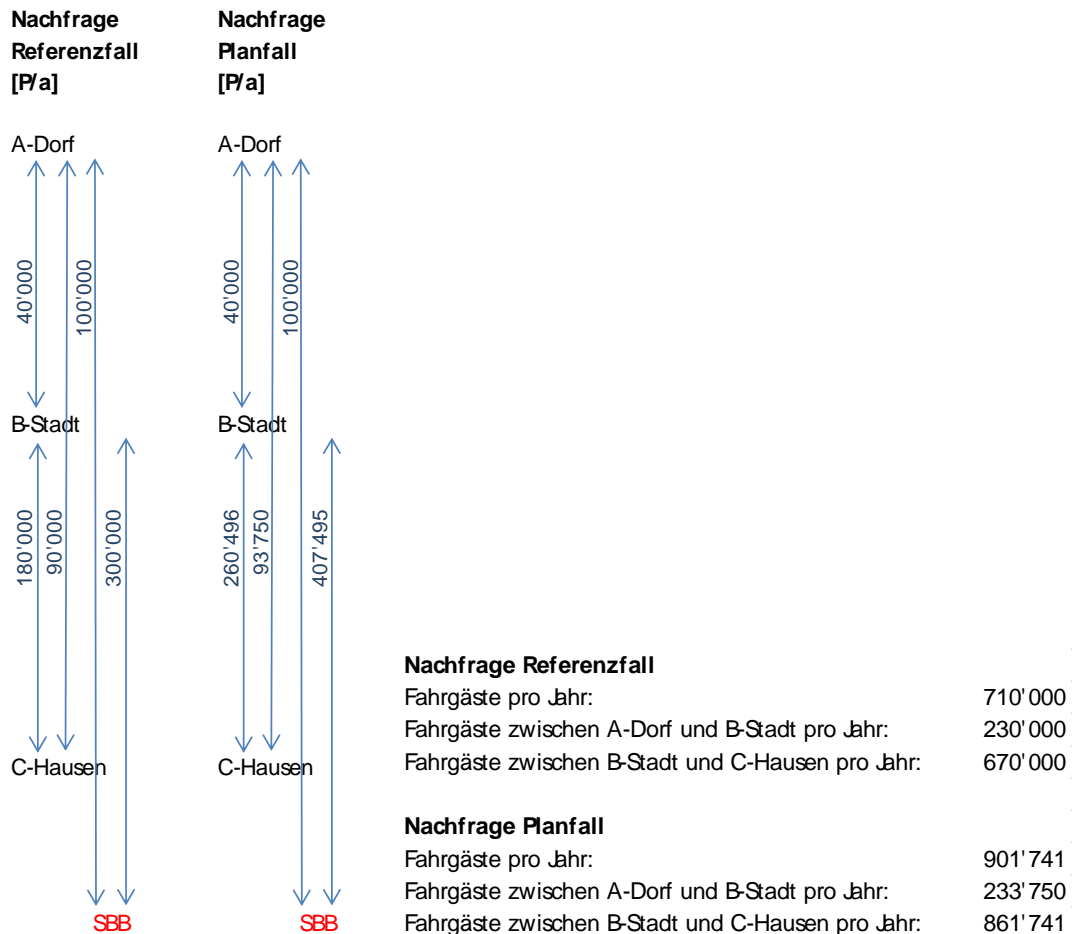 Nachfrage Referenzfall [P/a]
Nachfrage Planfall [P/a]
A-Dorf
A-Dorf
40'000
100'000
40'000
100'000
B-Stadt
B-Stadt
180'000
90'000
300'000
260'496
93'750
407'495
C-Hausen
C-Hausen
SBB
SBB
Nachfrage Referenzfall
Fahrgäste pro Jahr: 710'000
Fahrgäste zwischen A-Dorf und B-Stadt pro Jahr: 230'000
Fahrgäste zwischen B-Stadt und C-Hausen pro Jahr: 670'000
Nachfrage Planfall
Fahrgäste pro Jahr: 901'741
Fahrgäste zwischen A-Dorf und B-Stadt pro Jahr: 233'750
Fahrgäste zwischen B-Stadt und C-Hausen pro Jahr: 861'741